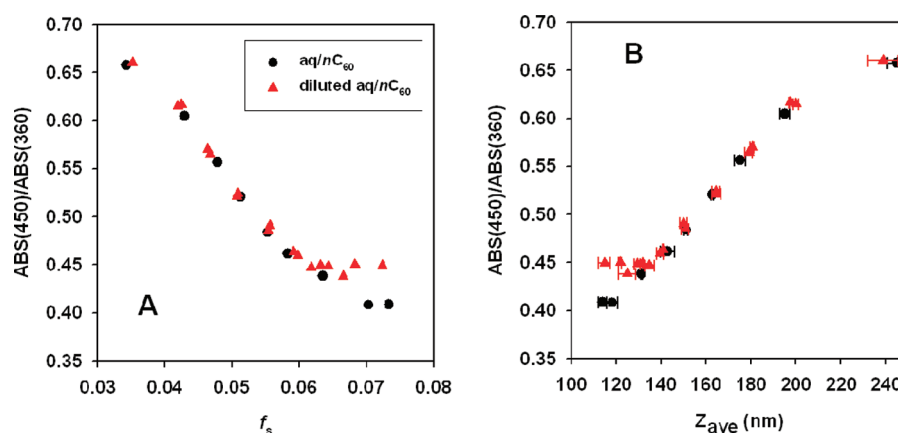 0.70
0.65
0.60
0.55
0.50
0.45
0.40
0.35
ABS(450)/ABS(360)
aq/nC60
diluted aq/nC60
A
0.03 0.04 0.05 0.06 0.07 0.08
fs
0.70
0.65
0.60
0.55
0.50
0.45
0.40
0.35
ABS(450)/ABS(360)
B
100 120 140 160 180 200 220 240
Zave (nm)